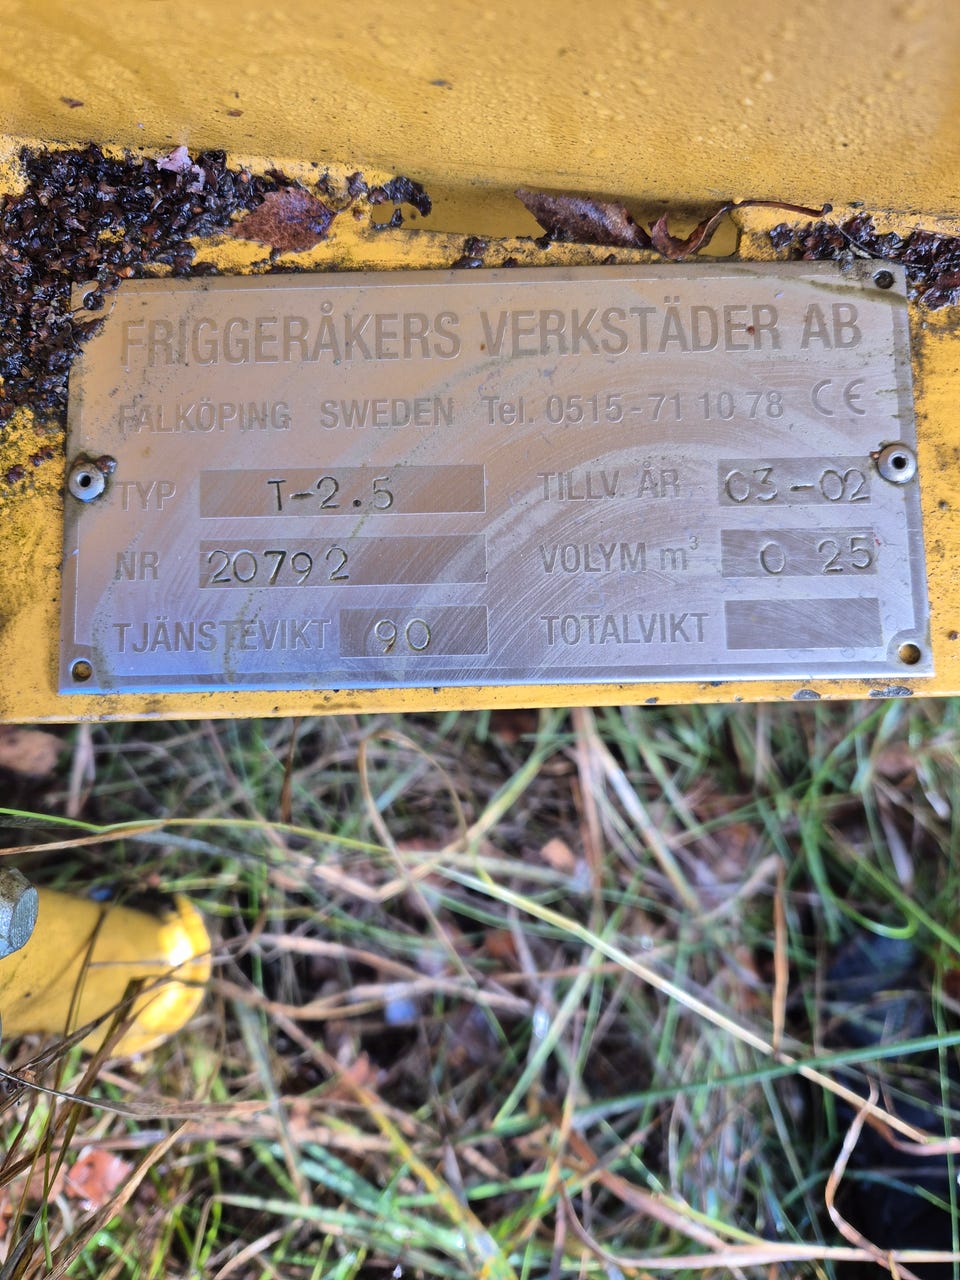 FRIGGERÅKERS VERKSTÄDER AB
FALKÖPING SWEDEN Tel. 0515-71 10 78 CE
TYP T-2.5 TILLV. ÅR 03-02
NR 20792 VOLYM m³ 0 25
TJÄNSTEVIKT 90 TOTALVIKT